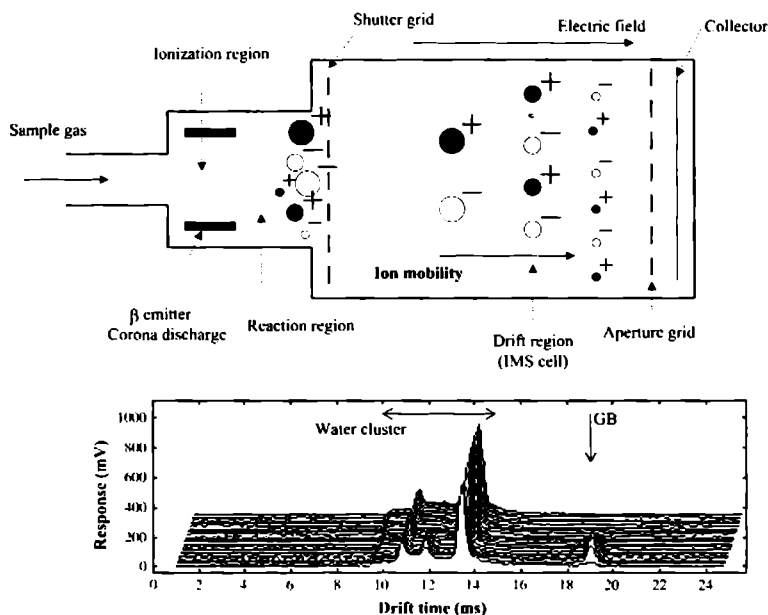 Shutter grid
Electric field
Collector
Ionization region
Sample gas
+
−
−
+
+
−
+
−
+
−
+
−
−
+
−
+
−
+
Ion mobility
β emitter
Corona discharge
Reaction region
Drift region
(IMS cell)
Aperture grid
1000
800
600
400
200
0
Response (mV)
Water cluster
GB
0 2 4 6 8 10 12 14 16 18 20 22 24
Drift time (ms)